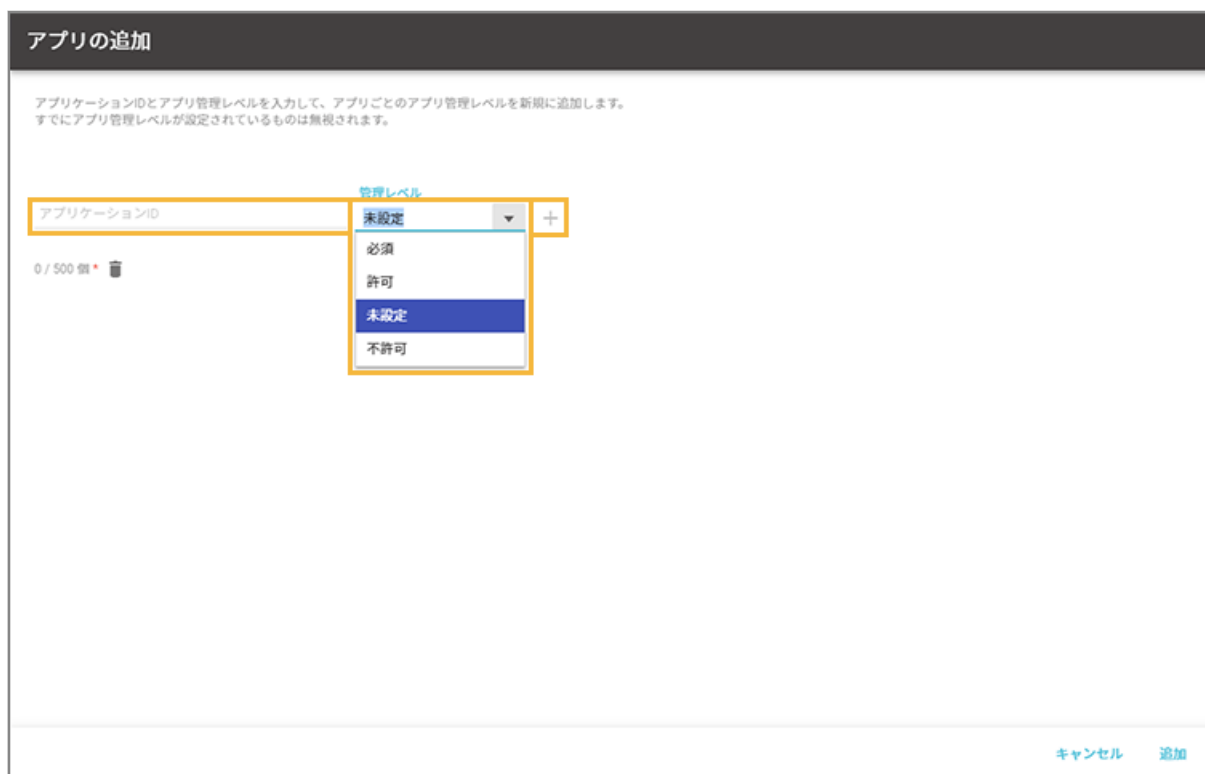 アプリの追加
アプリケーションIDとアプリ管理レベルを入力して、アプリごとのアプリ管理レベルを新規に追加します。
すでにアプリ管理レベルが設定されているものは無視されます。
管理レベル
アプリケーションID
未設定
+
必須
0 / 500 個 *
許可
未設定
不許可
キャンセル 追加